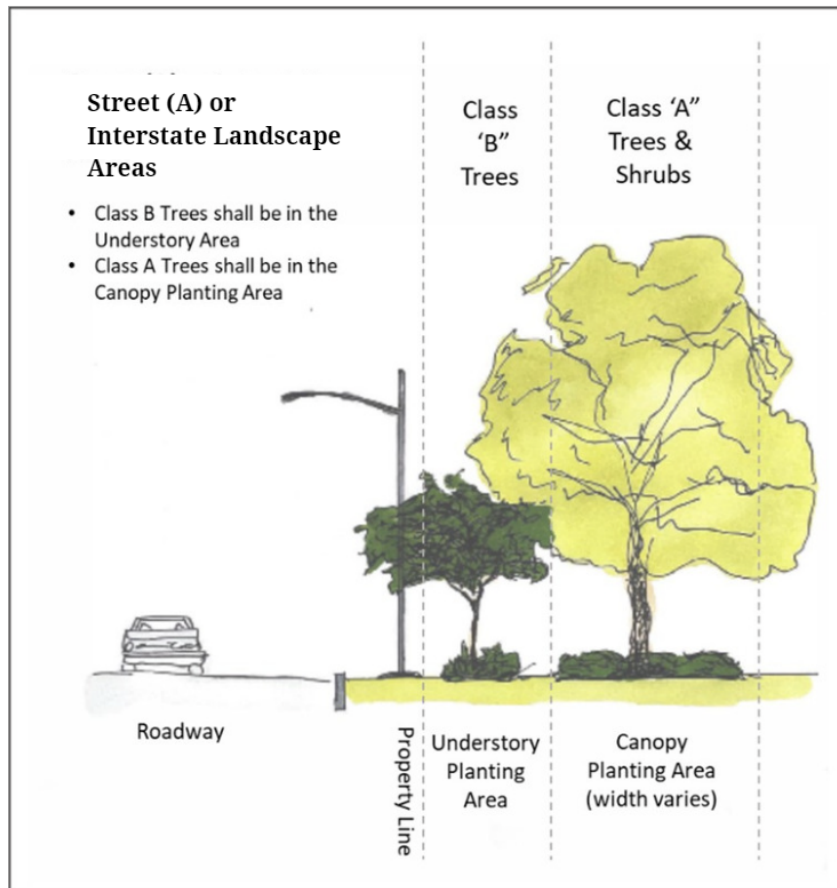 Street (A) or
Interstate Landscape
Areas
• Class B Trees shall be in the
Understory Area
• Class A Trees shall be in the
Canopy Planting Area
Class
‘B”
Trees
Class ‘A”
Trees &
Shrubs
Roadway
Property Line
Understory
Planting
Area
Canopy
Planting Area
(width varies)